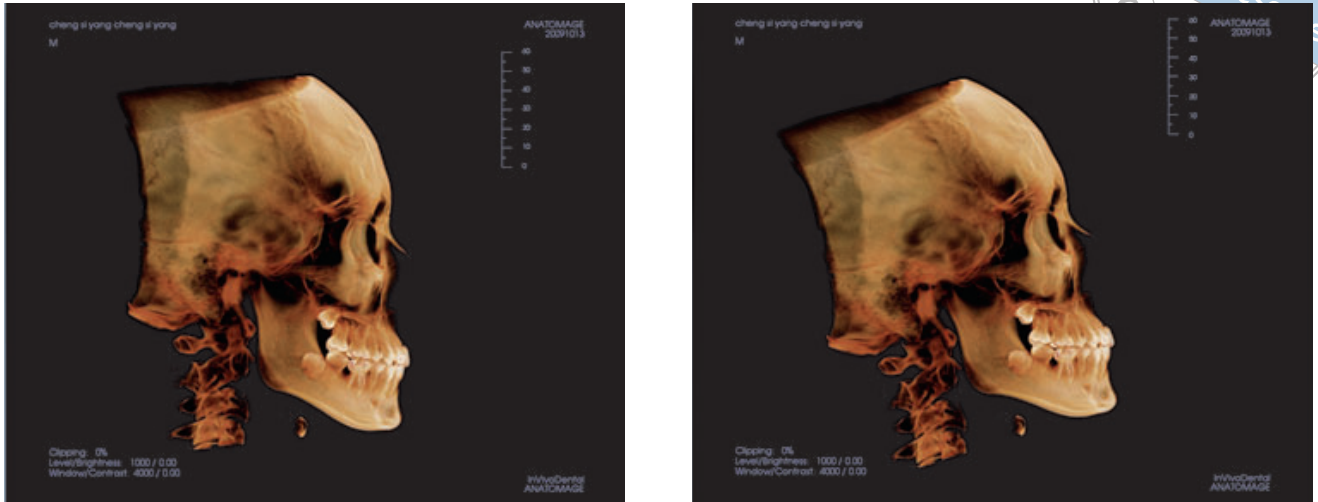 cheng si yang cheng si yang
M
ANATOMAGE
20091013
60
50
40
30
20
10
0
Clipping: 0%
Level/Brightness: 1000 / 0.00
Window/Contrast: 4000 / 0.00
InVivoDental
ANATOMAGE
cheng si yang cheng si yang
M
ANATOMAGE
20091013
60
50
40
30
20
10
0
Clipping: 0%
Level/Brightness: 1000 / 0.00
Window/Contrast: 4000 / 0.00
InVivoDental
ANATOMAGE